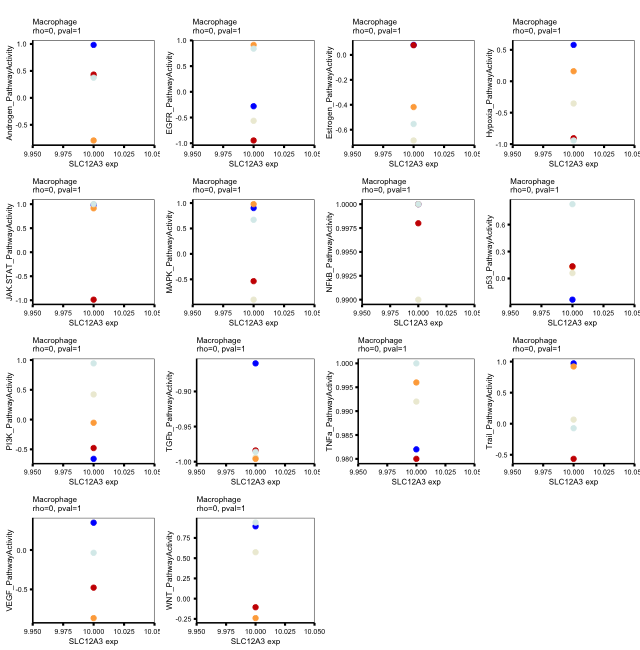 Macrophage
rho=0, pval=1
Androgen_PathwayActivity
1.0
0.5
0.0
-0.5
9.950 9.975 10.000 10.025 10.05
SLC12A3 exp
Macrophage
rho=0, pval=1
EGFR_PathwayActivity
1.0
0.5
0.0
-0.5
-1.0
9.950 9.975 10.000 10.025 10.05
SLC12A3 exp
Macrophage
rho=0, pval=1
Estrogen_PathwayActivity
0.0
-0.2
-0.4
-0.6
9.950 9.975 10.000 10.025 10.05
SLC12A3 exp
Macrophage
rho=0, pval=1
Hypoxia_PathwayActivity
0.5
0.0
-0.5
-1.0
9.950 9.975 10.000 10.025 10.05
SLC12A3 exp
Macrophage
rho=0, pval=1
JAK.STAT_PathwayActivity
1.0
0.5
0.0
-0.5
-1.0
9.950 9.975 10.000 10.025 10.05
SLC12A3 exp
Macrophage
rho=0, pval=1
MAPK_PathwayActivity
1.0
0.5
0.0
-0.5
9.950 9.975 10.000 10.025 10.05
SLC12A3 exp
Macrophage
rho=0, pval=1
NFkB_PathwayActivity
1.0000
0.9975
0.9950
0.9925
0.9900
9.950 9.975 10.000 10.025 10.05
SLC12A3 exp
Macrophage
rho=0, pval=1
p53_PathwayActivity
0.6
0.3
0.0
9.950 9.975 10.000 10.025 10.05
SLC12A3 exp
Macrophage
rho=0, pval=1
PI3K_PathwayActivity
1.0
0.5
0.0
-0.5
9.950 9.975 10.000 10.025 10.05
SLC12A3 exp
Macrophage
rho=0, pval=1
TGFb_PathwayActivity
-0.90
-0.95
-1.00
9.950 9.975 10.000 10.025 10.05
SLC12A3 exp
Macrophage
rho=0, pval=1
TNFa_PathwayActivity
1.000
0.995
0.990
0.985
0.980
9.950 9.975 10.000 10.025 10.05
SLC12A3 exp
Macrophage
rho=0, pval=1
Trail_PathwayActivity
1.0
0.5
0.0
-0.5
9.950 9.975 10.000 10.025 10.05
SLC12A3 exp
Macrophage
rho=0, pval=1
VEGF_PathwayActivity
0.0
-0.5
9.950 9.975 10.000 10.025 10.05
SLC12A3 exp
Macrophage
rho=0, pval=1
WNT_PathwayActivity
0.75
0.50
0.25
0.00
-0.25
9.950 9.975 10.000 10.025 10.050
SLC12A3 exp